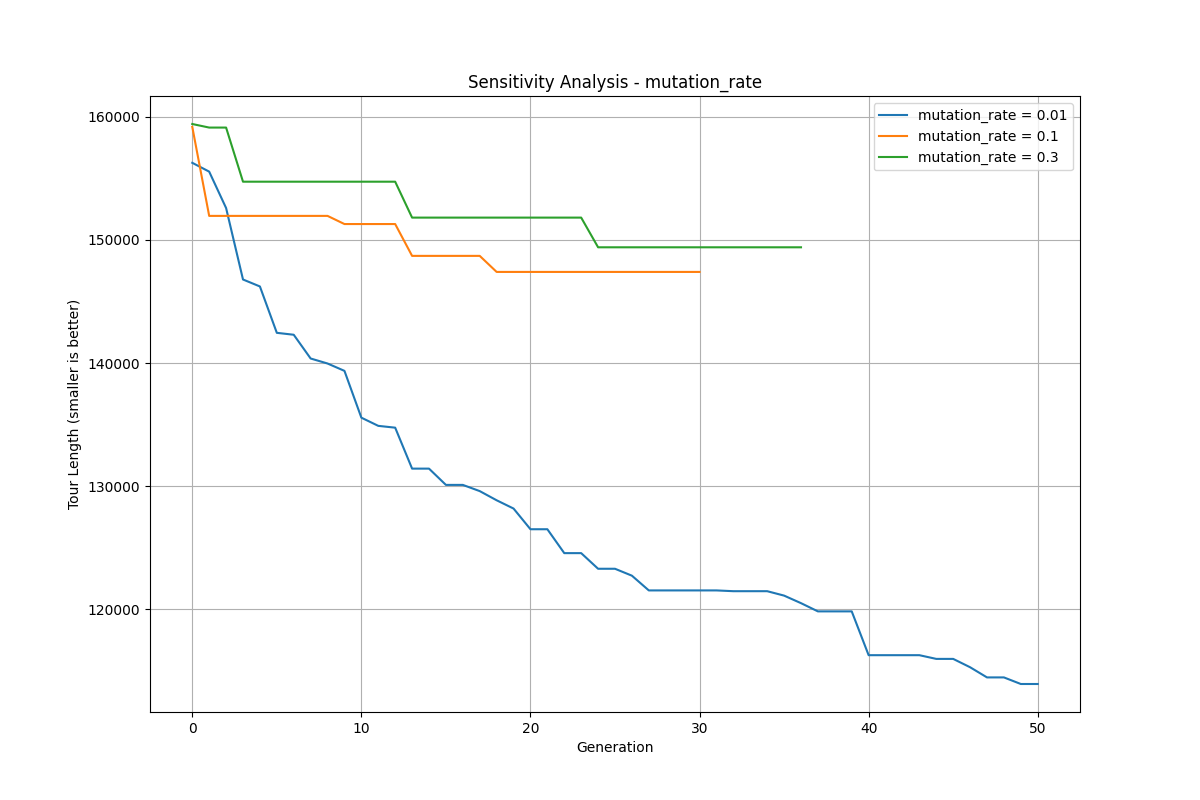 Sensitivity Analysis - mutation_rate
mutation_rate = 0.01
mutation_rate = 0.1
mutation_rate = 0.3
Tour Length (smaller is better)
160000
150000
140000
130000
120000
0
10
20
30
40
50
Generation